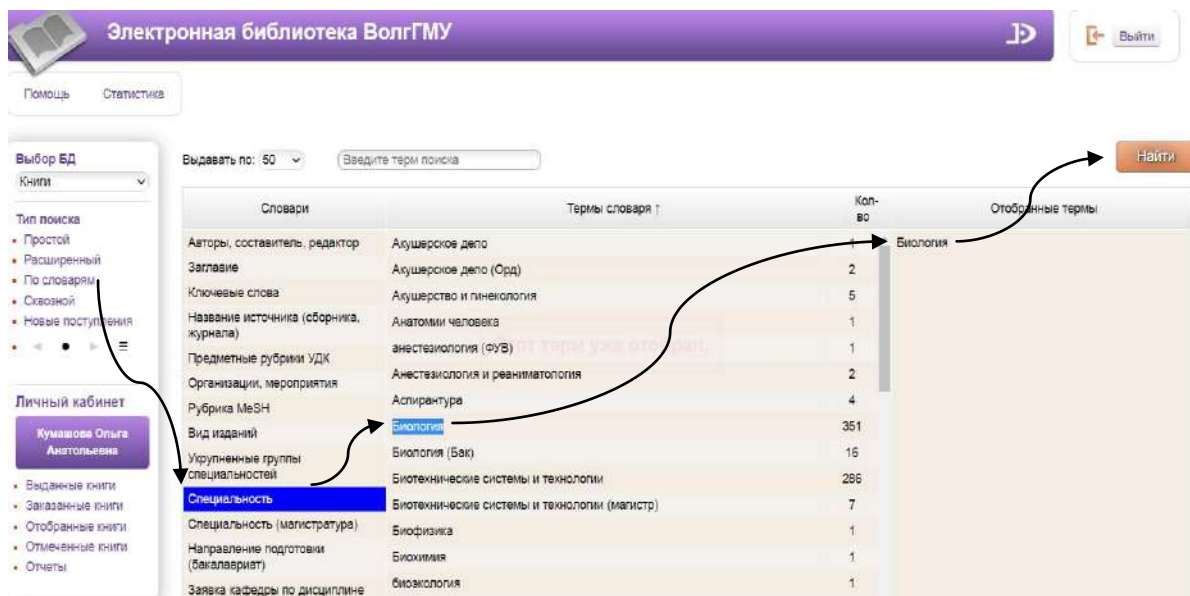 Электронная библиотека ВолгГМУ
Выйти
Помощь Статистика
Выбор БД
Книги
Тип поиска
Простой
Расширенный
По словарям
Сквозной
Новые поступления
Личный кабинет
Кумашова Ольга
Анатольевна
Выданные книги
Заказанные книги
Отобранные книги
Отмеченные книги
Отчеты
Выдавать по: 50
Введите терм поиска
Найти
Словари
Термы словаря ↑
Кол-
во
Отобранные термы
Авторы, составитель, редактор
Заглавие
Ключевые слова
Название источника (сборника,
журнала)
Предметные рубрики УДК
Организации, мероприятия
Рубрика MeSH
Вид изданий
Укрупненные группы
специальностей
Специальность
Специальность (магистратура)
Направление подготовки
(бакалавриат)
Заявка кафедры по дисциплине
Акушерское дело 1
Акушерское дело (Орд) 2
Акушерство и гинекология 5
Анатомии человека 1
анестезиология (ФУВ) 1
Анестезиология и реаниматология 2
Аспирантура 4
Биология 351
Биология (Бак) 16
Биотехнические системы и технологии 286
Биотехнические системы и технологии (магистр) 7
Биофизика 1
Биохимия 1
биоэкология 1
терм уже отобран.
Биология